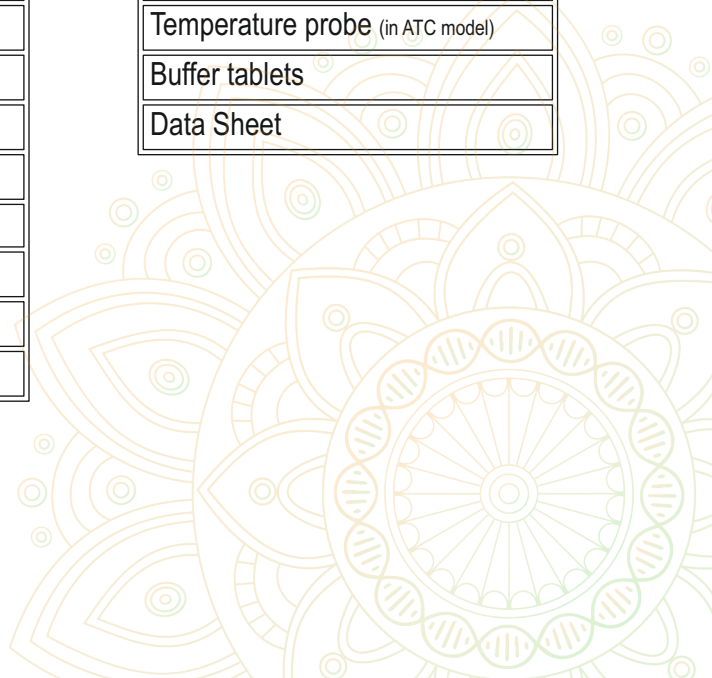 Temperature probe (in ATC model)
Buffer tablets
Data Sheet